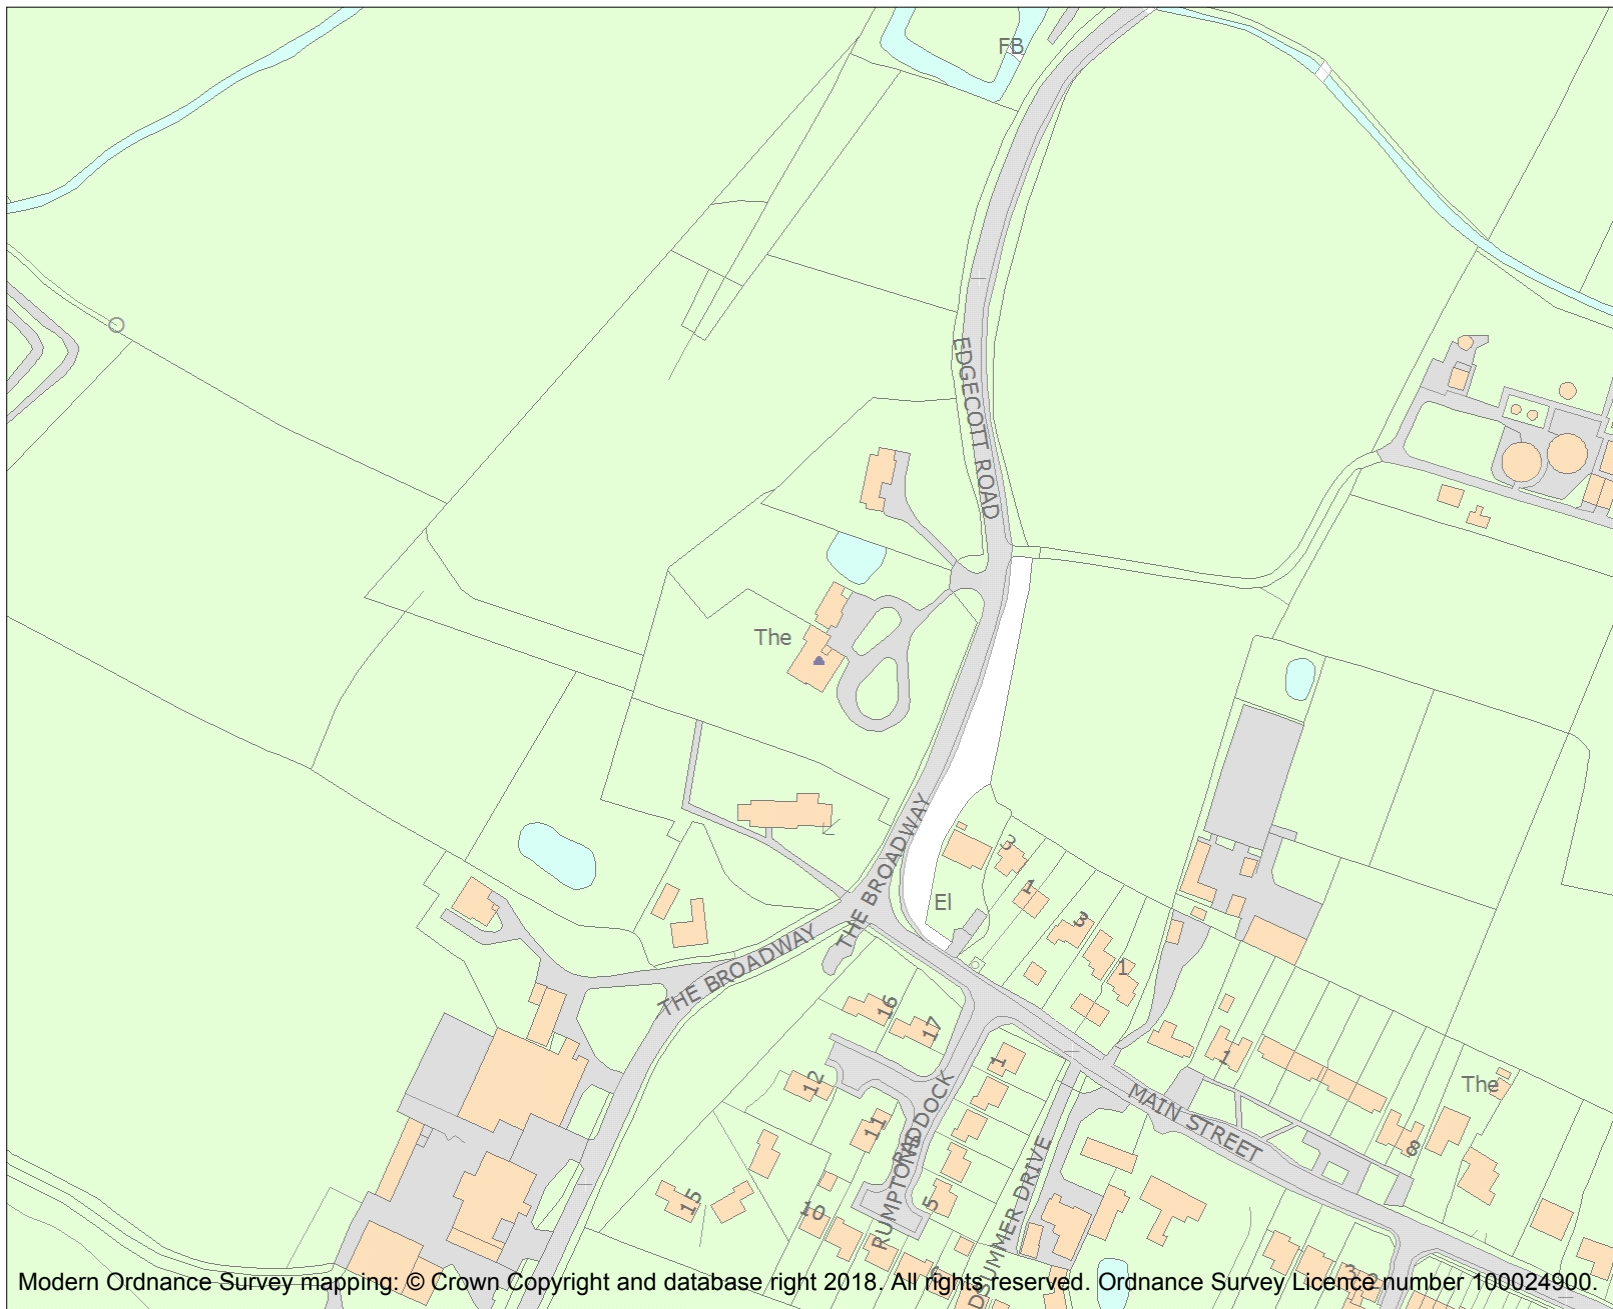 FB
EDGECOTT ROAD
The
THE BROADWAY
3
1
El
3
1
THE BROADWAY
16
17
1
1
12
The
MAIN STREET
11
PADDOCK
RUMPTONS
8
15
5
10
DSUMMER DRIVE
Modern Ordnance Survey mapping: © Crown Copyright and database right 2018. All rights reserved. Ordnance Survey Licence number 100024900.